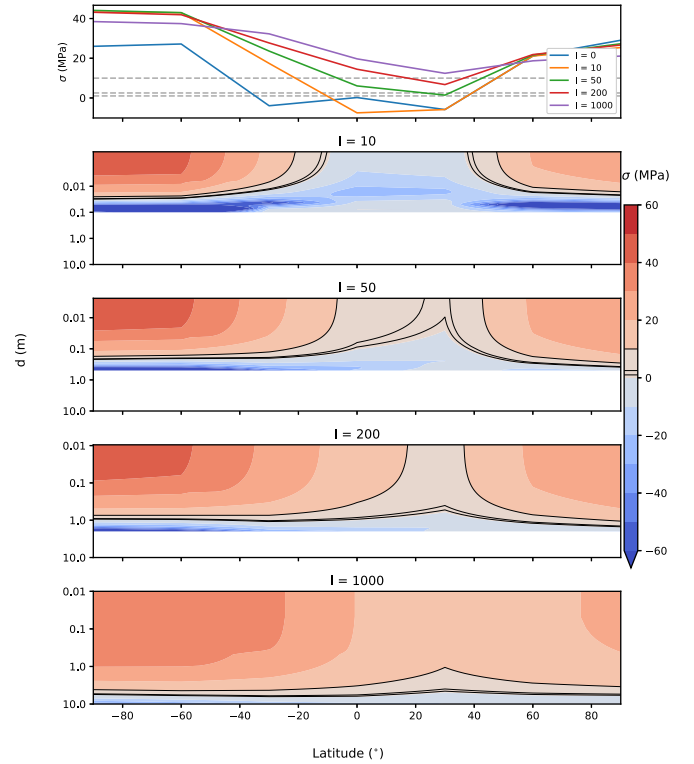 σ (MPa)
40
20
0
I = 0
I = 10
I = 50
I = 200
I = 1000
I = 10
0.01
0.1
1.0
10.0
I = 50
0.01
0.1
1.0
10.0
I = 200
0.01
0.1
1.0
10.0
I = 1000
0.01
0.1
1.0
10.0
−80 −60 −40 −20 0 20 40 60 80
Latitude (°)
d (m)
σ (MPa)
60
40
20
0
−20
−40
−60